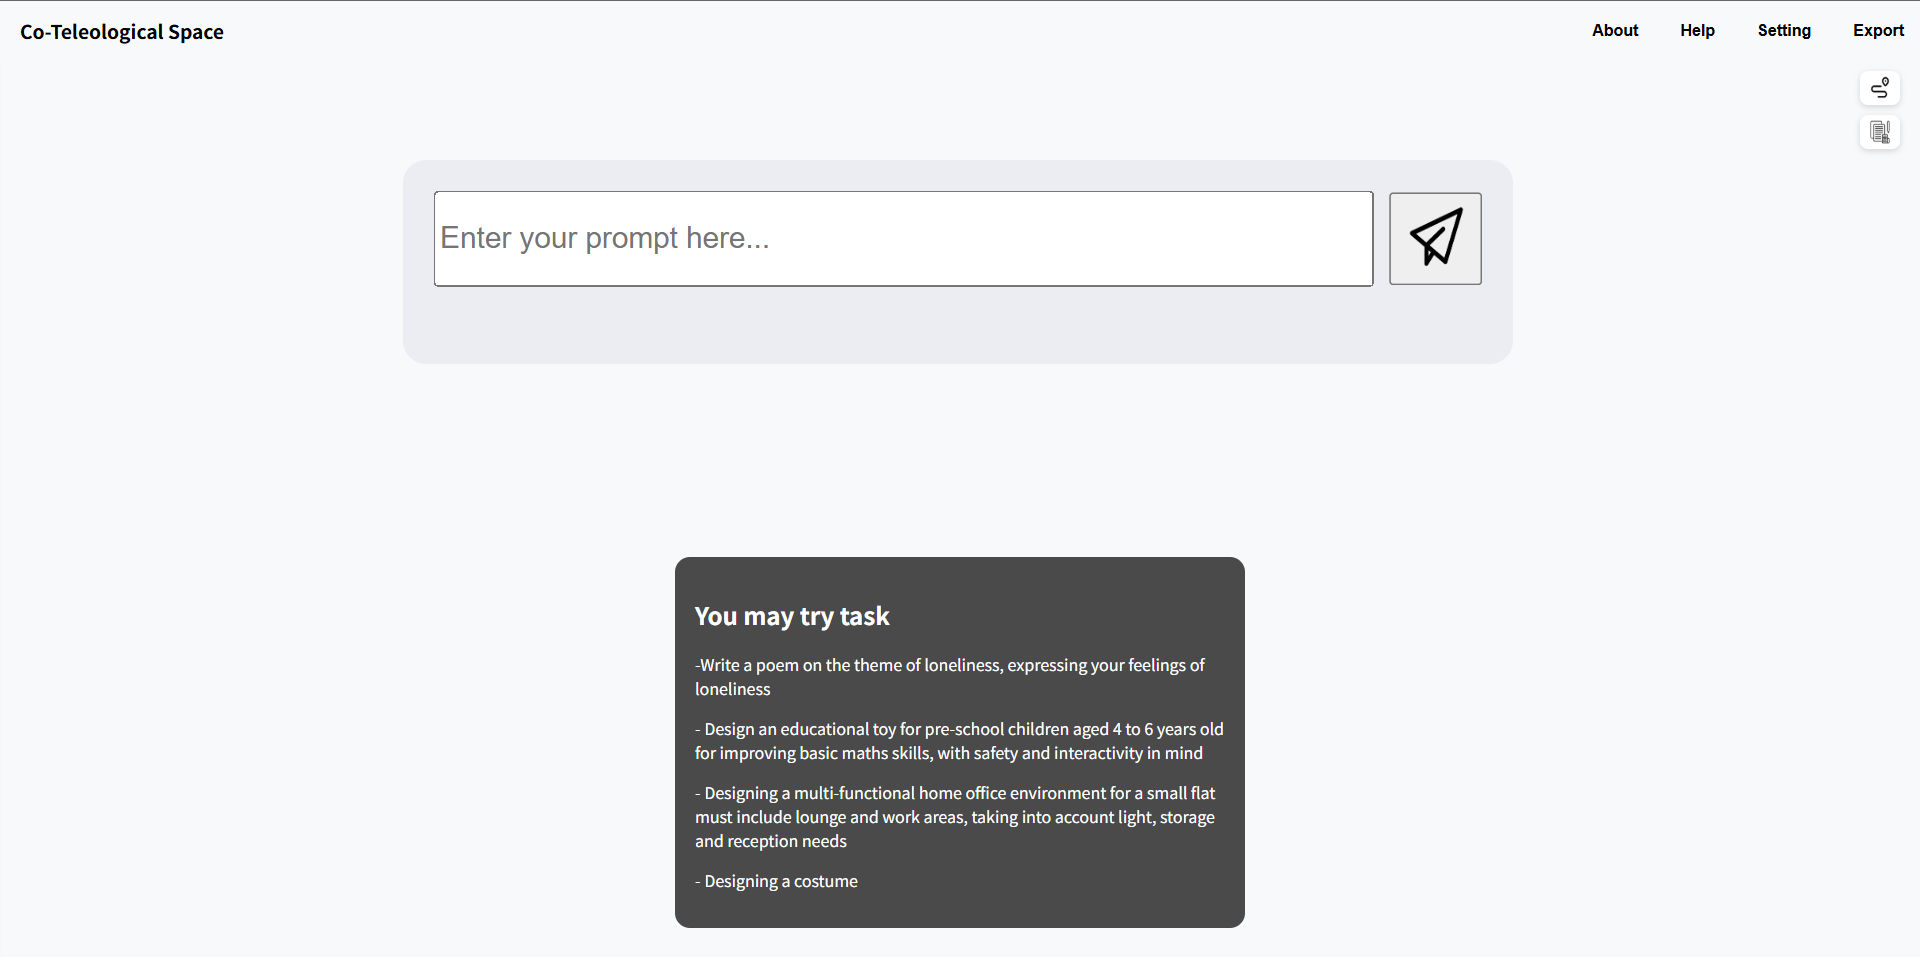 Co-Teleological Space
About Help Setting Export
Enter your prompt here...
You may try task
-Write a poem on the theme of loneliness, expressing your feelings of
loneliness
- Design an educational toy for pre-school children aged 4 to 6 years old
for improving basic maths skills, with safety and interactivity in mind
- Designing a multi-functional home office environment for a small flat
must include lounge and work areas, taking into account light, storage
and reception needs
- Designing a costume